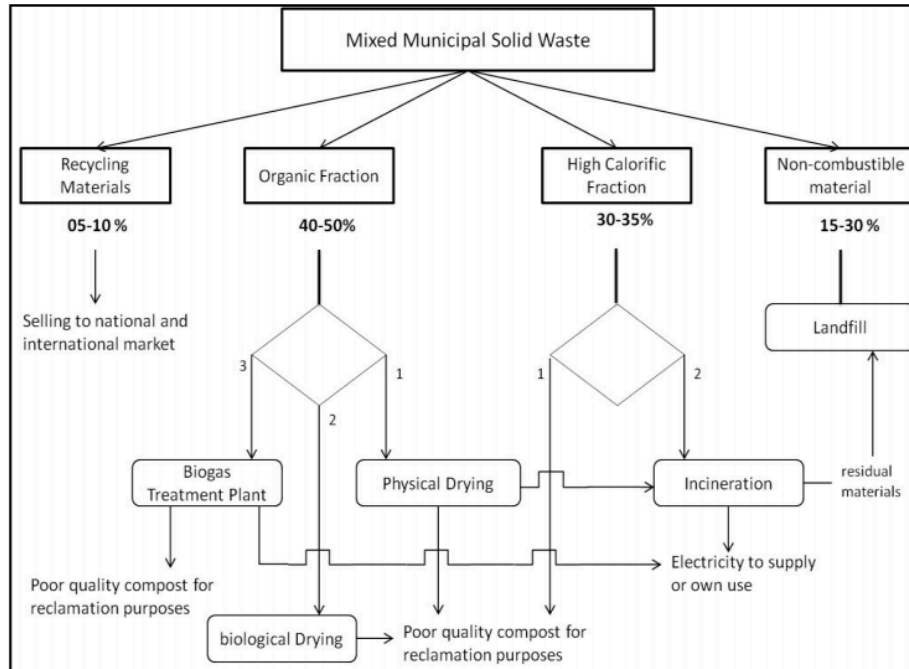 Mixed Municipal Solid Waste
Recycling
Materials
Organic Fraction
High Calorific
Fraction
Non-combustible
material
05-10 %
40-50%
30-35%
15-30 %
Selling to national and
international market
Landfill
3
1
2
1
2
Biogas
Treatment Plant
Physical Drying
Incineration
residual
materials
Poor quality compost for
reclamation purposes
Electricity to supply
or own use
biological Drying
Poor quality compost for
reclamation purposes